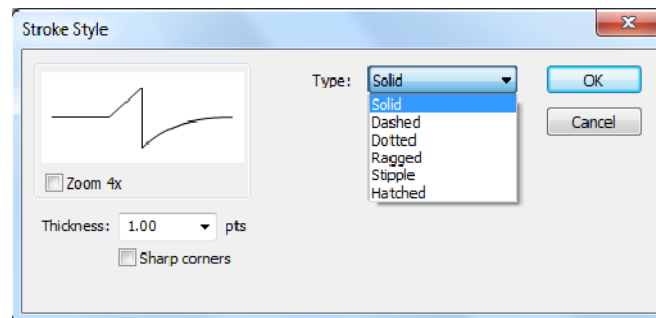 Stroke Style
Type: Solid
OK
Solid
Dashed
Dotted
Ragged
Stipple
Hatched
Cancel
Zoom 4x
Thickness: 1.00 pts
Sharp corners